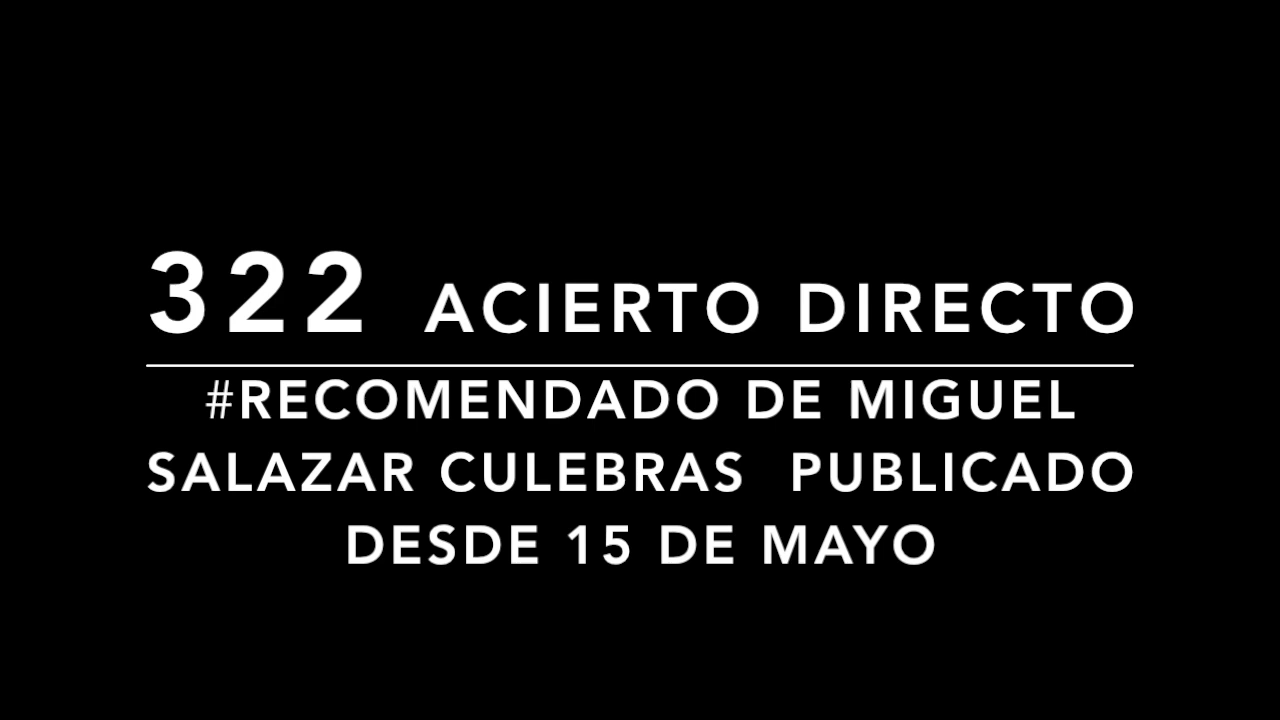 322 ACIERTO DIRECTO
#RECOMENDADO DE MIGUEL
SALAZAR CULEBRAS PUBLICADO
DESDE 15 DE MAYO